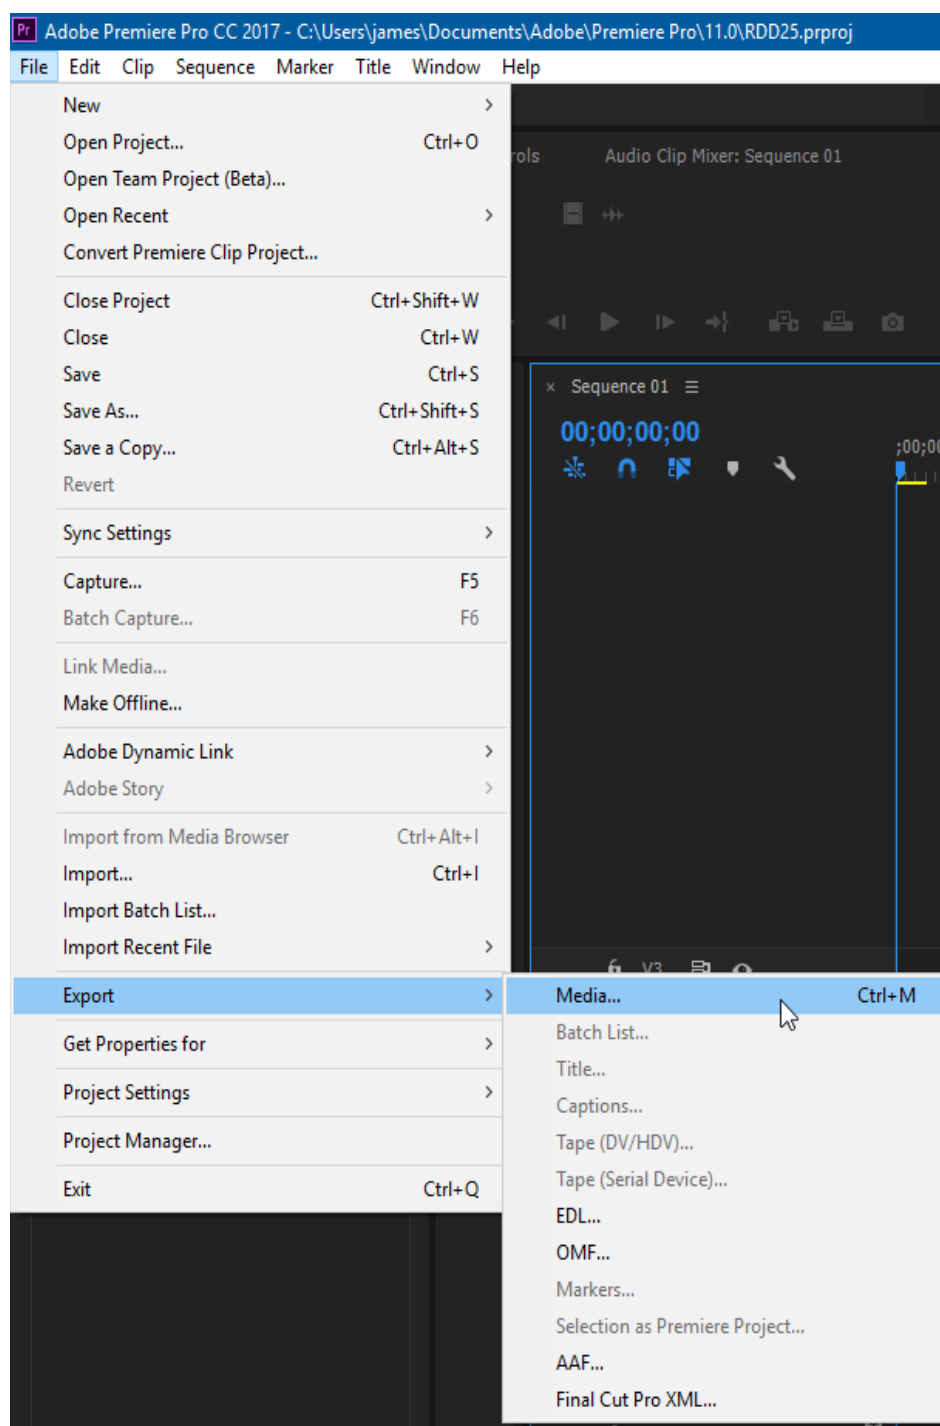 Pr Adobe Premiere Pro CC 2017 - C:\Users\james\Documents\Adobe\Premiere Pro\11.0\RDD25.prproj
File Edit Clip Sequence Marker Title Window Help
New
Open Project... Ctrl+O
Open Team Project (Beta)...
Open Recent
Convert Premiere Clip Project...
Close Project Ctrl+Shift+W
Close Ctrl+W
Save Ctrl+S
Save As... Ctrl+Shift+S
Save a Copy... Ctrl+Alt+S
Revert
Sync Settings
Capture... F5
Batch Capture... F6
Link Media...
Make Offline...
Adobe Dynamic Link
Adobe Story
Import from Media Browser Ctrl+Alt+I
Import... Ctrl+I
Import Batch List...
Import Recent File
Export
Get Properties for
Project Settings
Project Manager...
Exit Ctrl+Q
rols Audio Clip Mixer: Sequence 01
× Sequence 01
00;00;00;00
;00;00
V3
Media... Ctrl+M
Batch List...
Title...
Captions...
Tape (DV/HDV)...
Tape (Serial Device)...
EDL...
OMF...
Markers...
Selection as Premiere Project...
AAF...
Final Cut Pro XML...